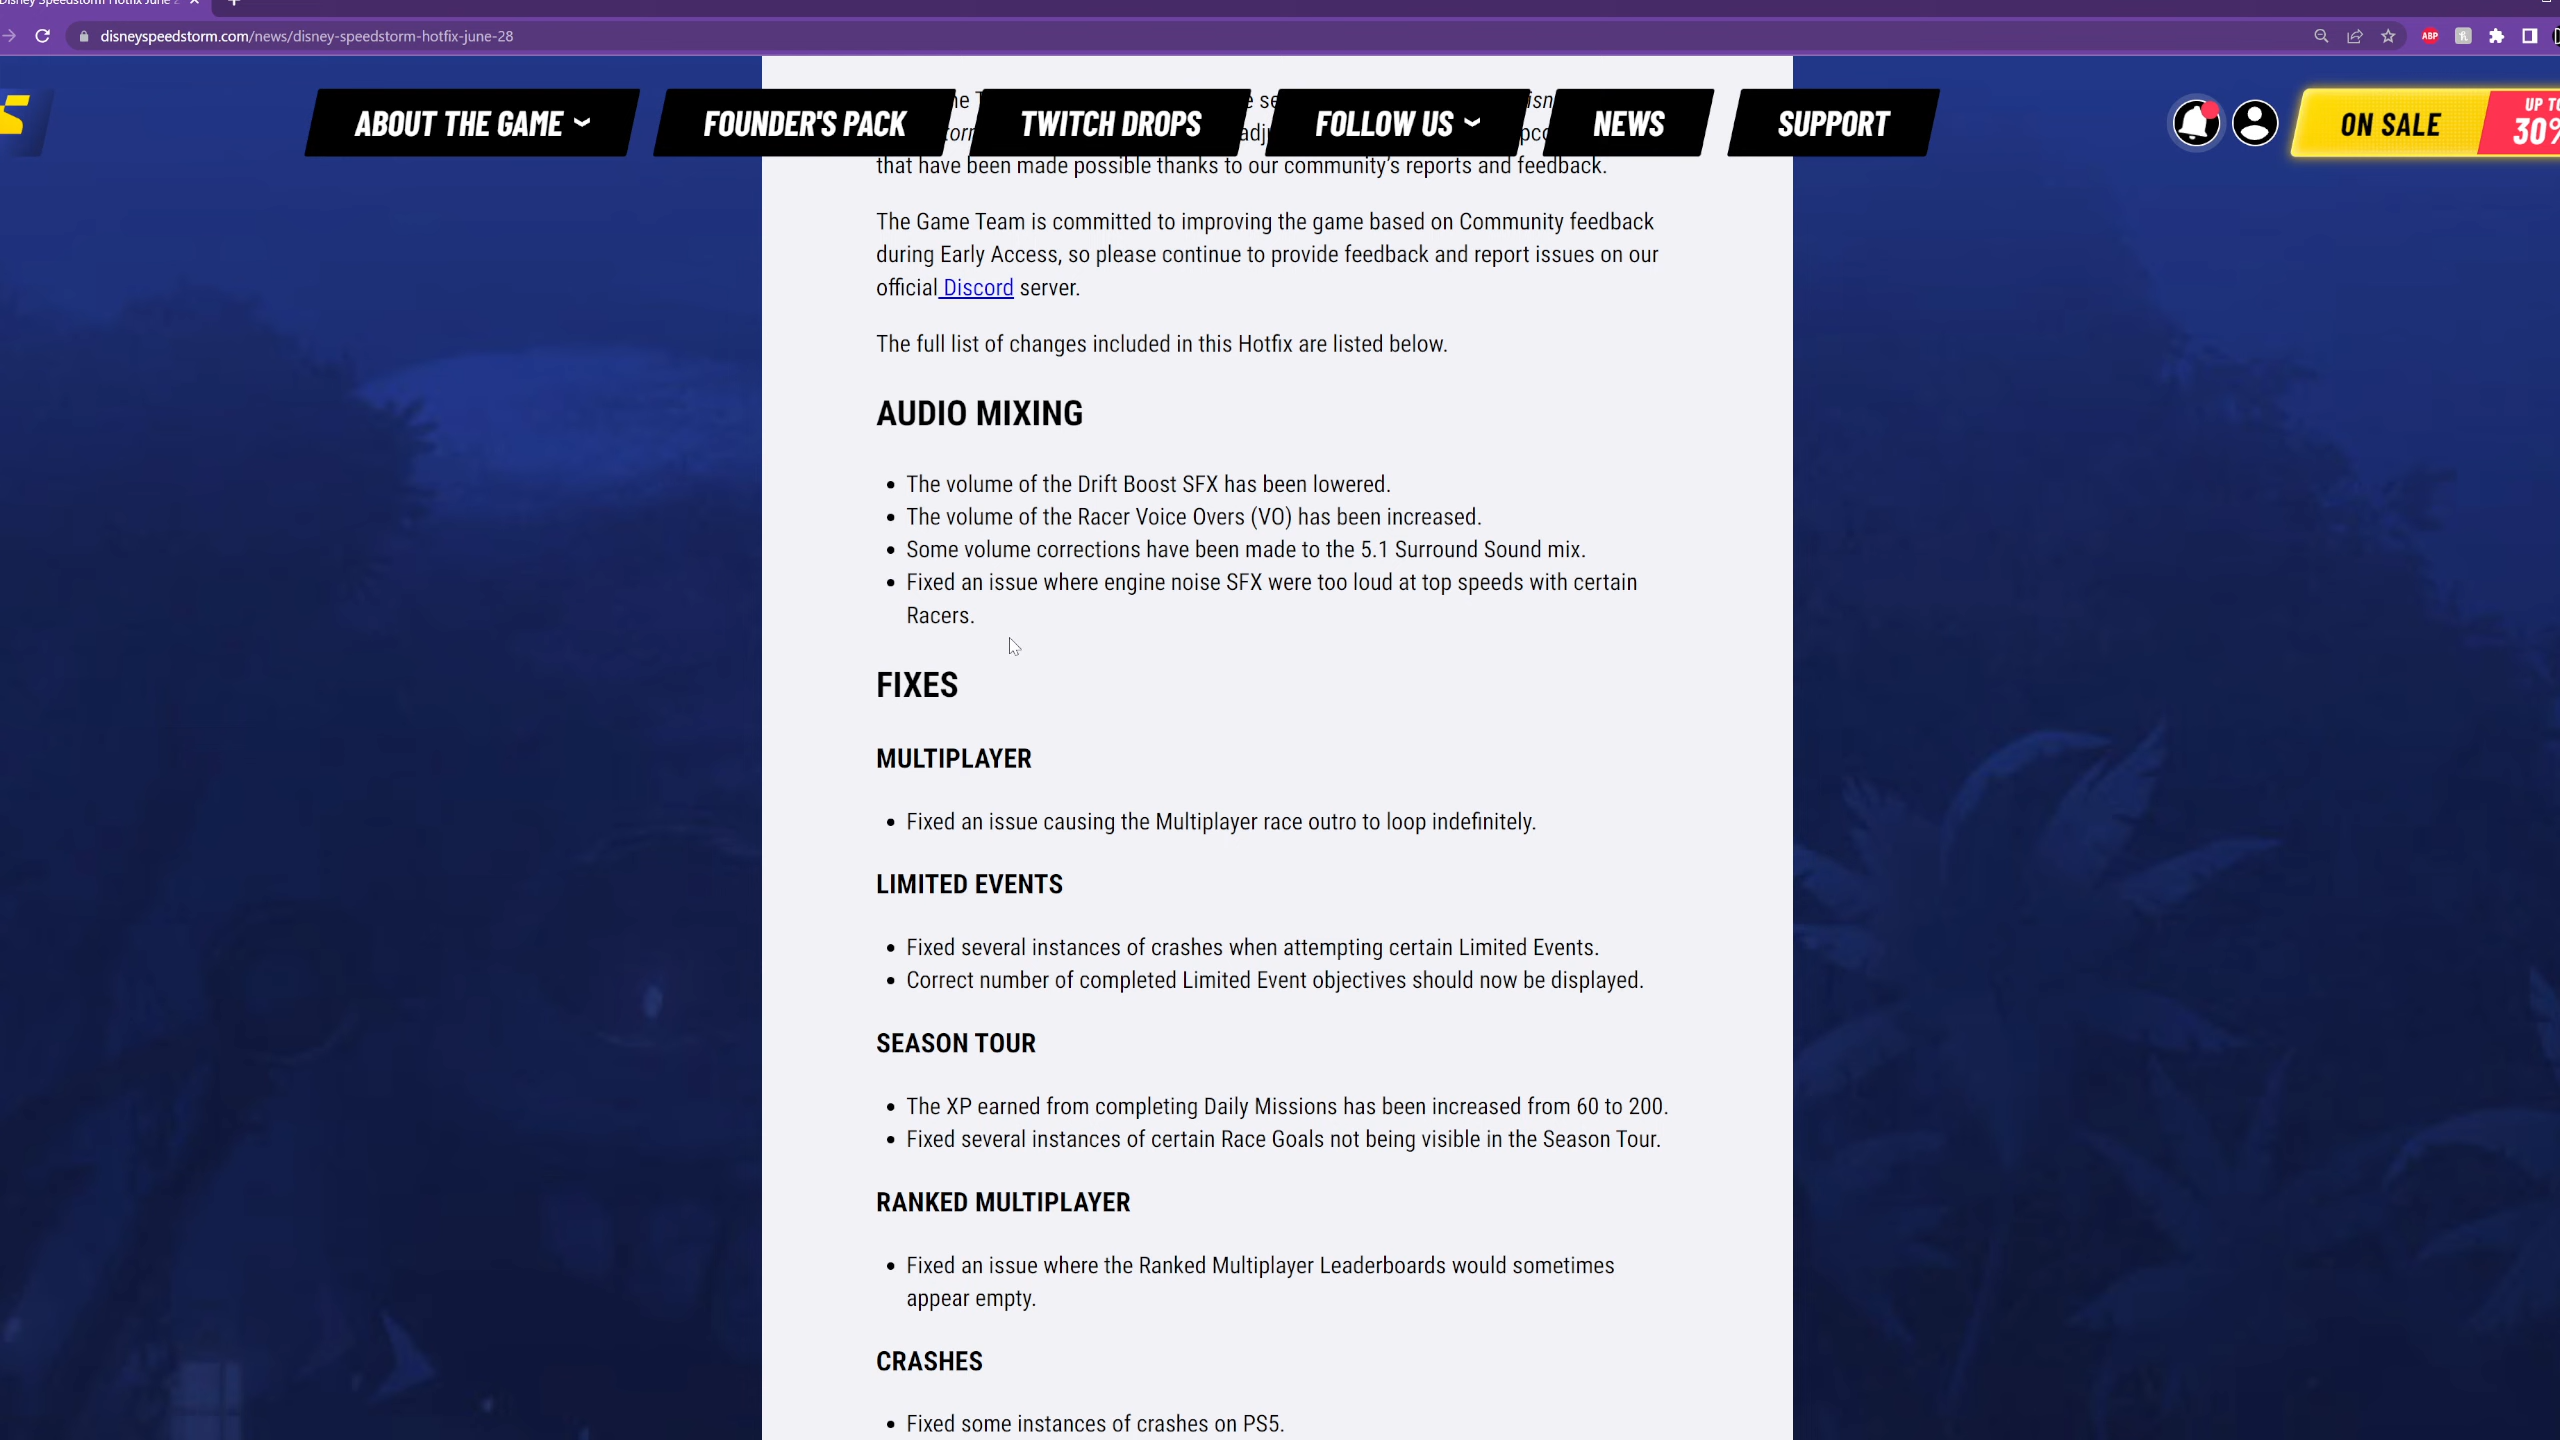 Disney Speedstorm Hotfix June 2
disneyspeedstorm.com/news/disney-speedstorm-hotfix-june-28
ABP
ABOUT THE GAME
FOUNDER'S PACK
TWITCH DROPS
FOLLOW US
NEWS
SUPPORT
ON SALE
UP TO
30%
that have been made possible thanks to our community's reports and feedback.
The Game Team is committed to improving the game based on Community feedback
during Early Access, so please continue to provide feedback and report issues on our
official Discord server.
The full list of changes included in this Hotfix are listed below.
AUDIO MIXING
• The volume of the Drift Boost SFX has been lowered.
• The volume of the Racer Voice Overs (VO) has been increased.
• Some volume corrections have been made to the 5.1 Surround Sound mix.
• Fixed an issue where engine noise SFX were too loud at top speeds with certain
Racers.
FIXES
MULTIPLAYER
• Fixed an issue causing the Multiplayer race outro to loop indefinitely.
LIMITED EVENTS
• Fixed several instances of crashes when attempting certain Limited Events.
• Correct number of completed Limited Event objectives should now be displayed.
SEASON TOUR
• The XP earned from completing Daily Missions has been increased from 60 to 200.
• Fixed several instances of certain Race Goals not being visible in the Season Tour.
RANKED MULTIPLAYER
• Fixed an issue where the Ranked Multiplayer Leaderboards would sometimes
appear empty.
CRASHES
• Fixed some instances of crashes on PS5.